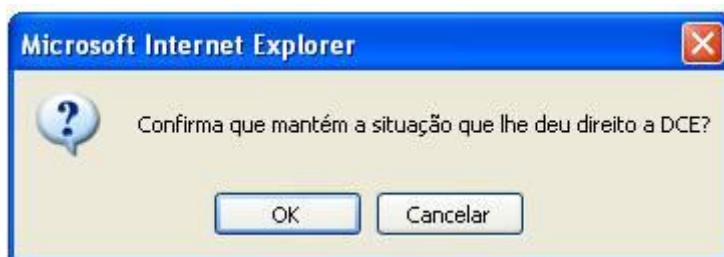 Microsoft Internet Explorer
Confirma que mantém a situação que lhe deu direito a DCE?
OK Cancelar